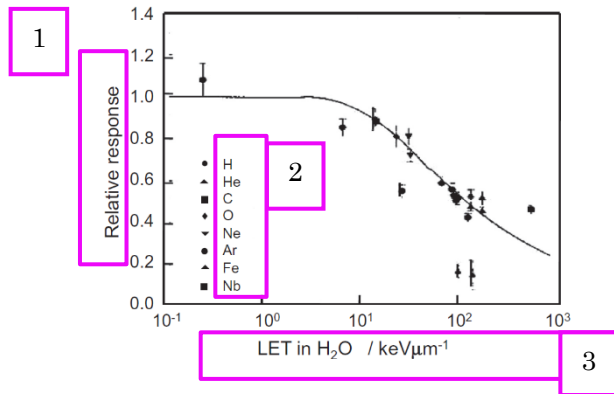 1
1.4
1.2
1.0
0.8
0.6
0.4
0.2
0.0
Relative response
H
He
C
O
Ne
Ar
Fe
Nb
2
10-1
10⁰
10¹
10²
10³
LET in H₂O / keVμm⁻¹
3